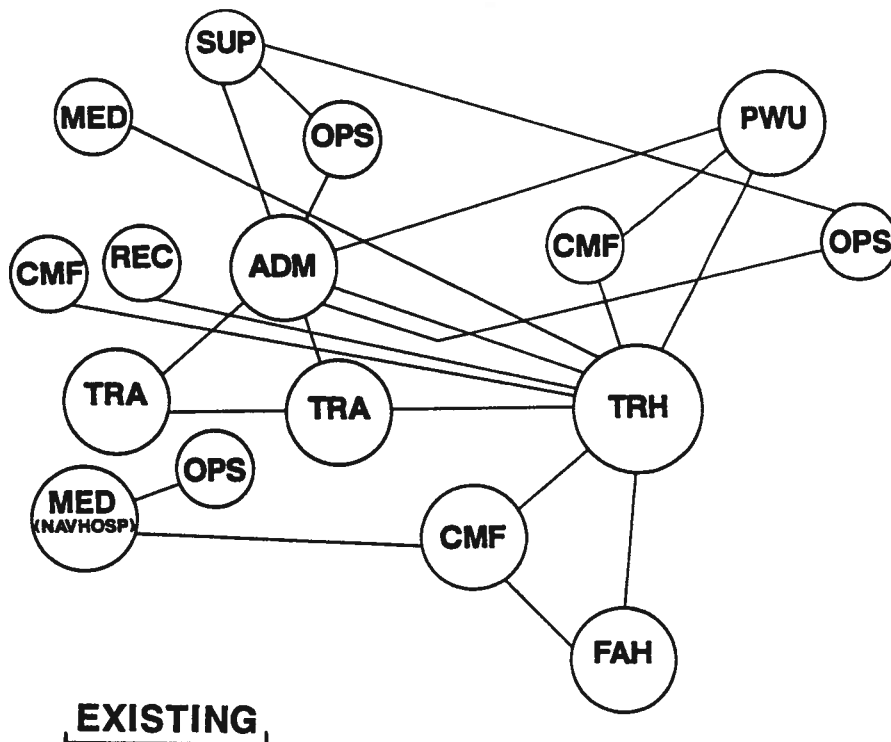 SUP
MED
OPS
PWU
CMF
REC
ADM
CMF
OPS
TRA
TRA
TRH
OPS
MED
(NAVHOSP)
CMF
FAH
EXISTING